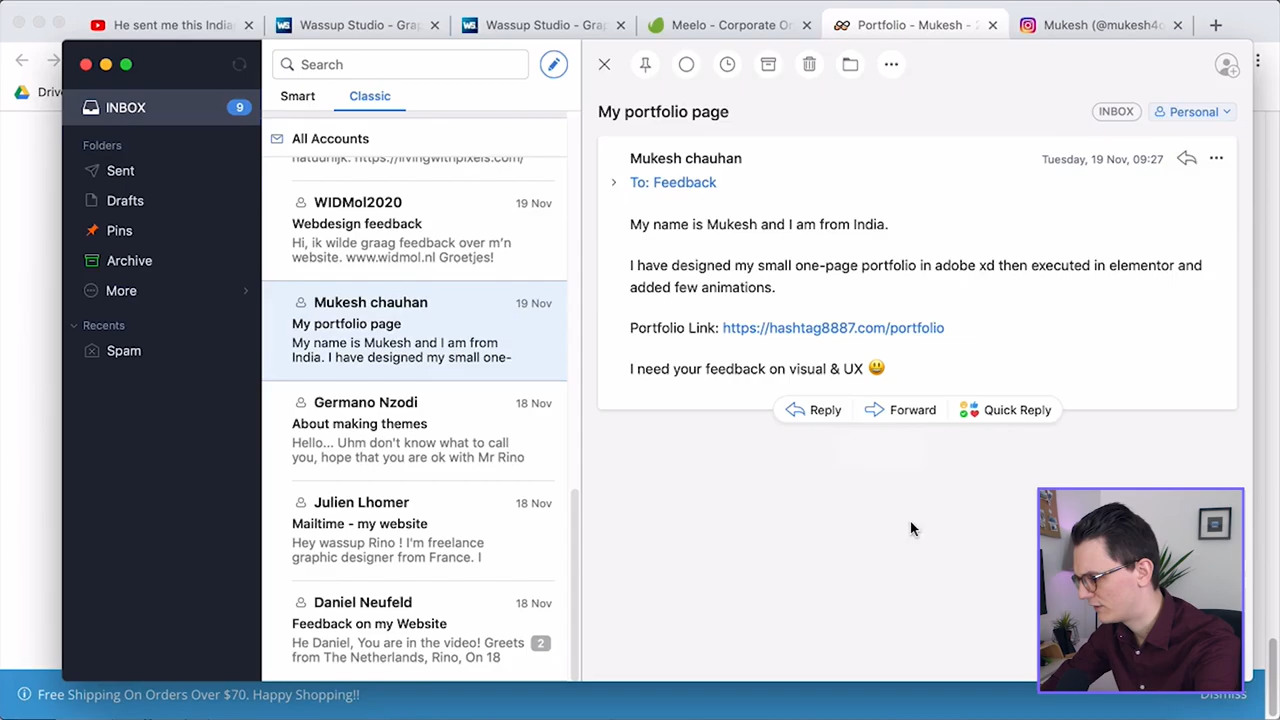 He sent me this India
Wassup Studio - Gra
Wassup Studio - Gra
Meelo - Corporate O
Portfolio - Mukesh -
Mukesh (@mukesh4
Drive
Search
Smart
Classic
INBOX
9
Folders
Sent
Drafts
Pins
Archive
More
Recents
Spam
All Accounts
natuurlijk. https://livingwithpixels.com/
WIDMol2020
19 Nov
Webdesign feedback
Hi, ik wilde graag feedback over m'n
website. www.widmol.nl Groetjes!
Mukesh chauhan
19 Nov
My portfolio page
My name is Mukesh and I am from
India. I have designed my small one-
Germano Nzodi
18 Nov
About making themes
Hello... Uhm don't know what to call
you, hope that you are ok with Mr Rino
Julien Lhomer
18 Nov
Mailtime - my website
Hey wassup Rino ! I'm freelance
graphic designer from France. I
Daniel Neufeld
18 Nov
Feedback on my Website
He Daniel, You are in the video! Greets
from The Netherlands, Rino, On 18
2
My portfolio page
INBOX
Personal
Mukesh chauhan
Tuesday, 19 Nov, 09:27
To: Feedback
My name is Mukesh and I am from India.
I have designed my small one-page portfolio in adobe xd then executed in elementor and
added few animations.
Portfolio Link: https://hashtag8887.com/portfolio
I need your feedback on visual & UX 😃
Reply
Forward
Quick Reply
Free Shipping On Orders Over $70. Happy Shopping!!
Dismiss